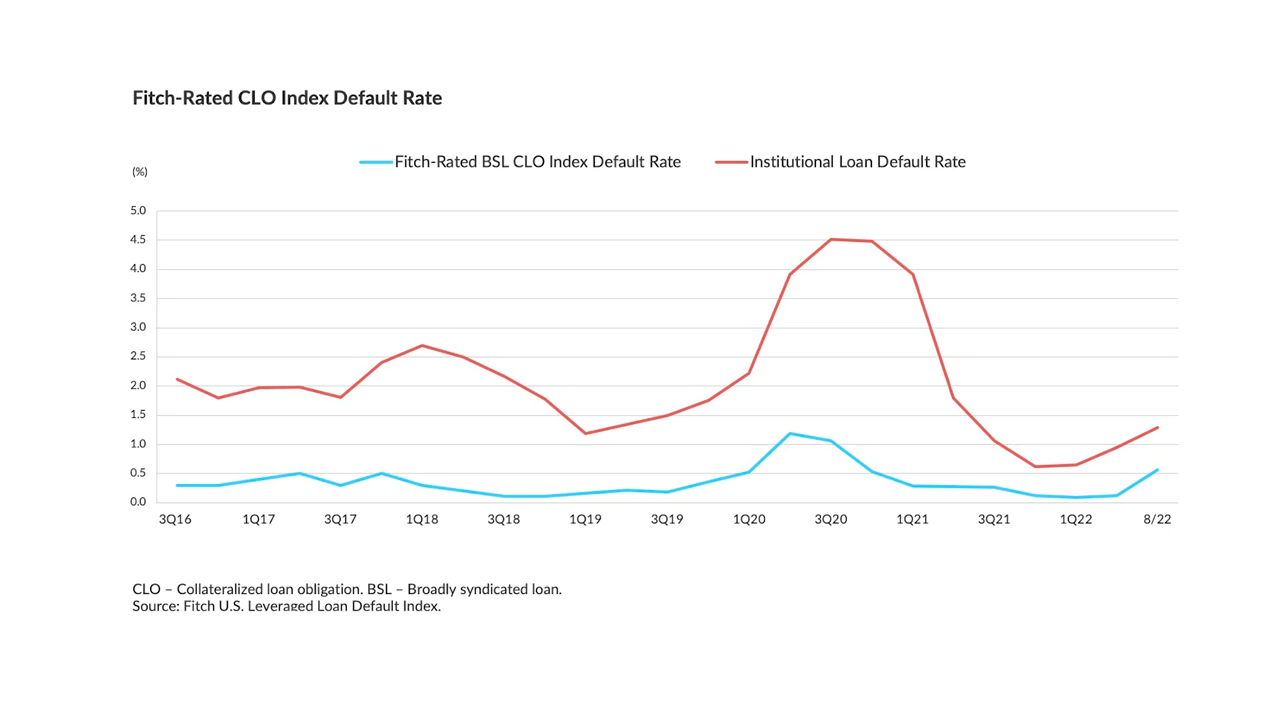 Fitch-Rated CLO Index Default Rate
Fitch-Rated BSL CLO Index Default Rate Institutional Loan Default Rate
(%)
5.0
4.5
4.0
3.5
3.0
2.5
2.0
1.5
1.0
0.5
0.0
3Q16 1Q17 3Q17 1Q18 3Q18 1Q19 3Q19 1Q20 3Q20 1Q21 3Q21 1Q22 8/22
CLO – Collateralized loan obligation. BSL – Broadly syndicated loan.
Source: Fitch U.S. Leveraged Loan Default Index.